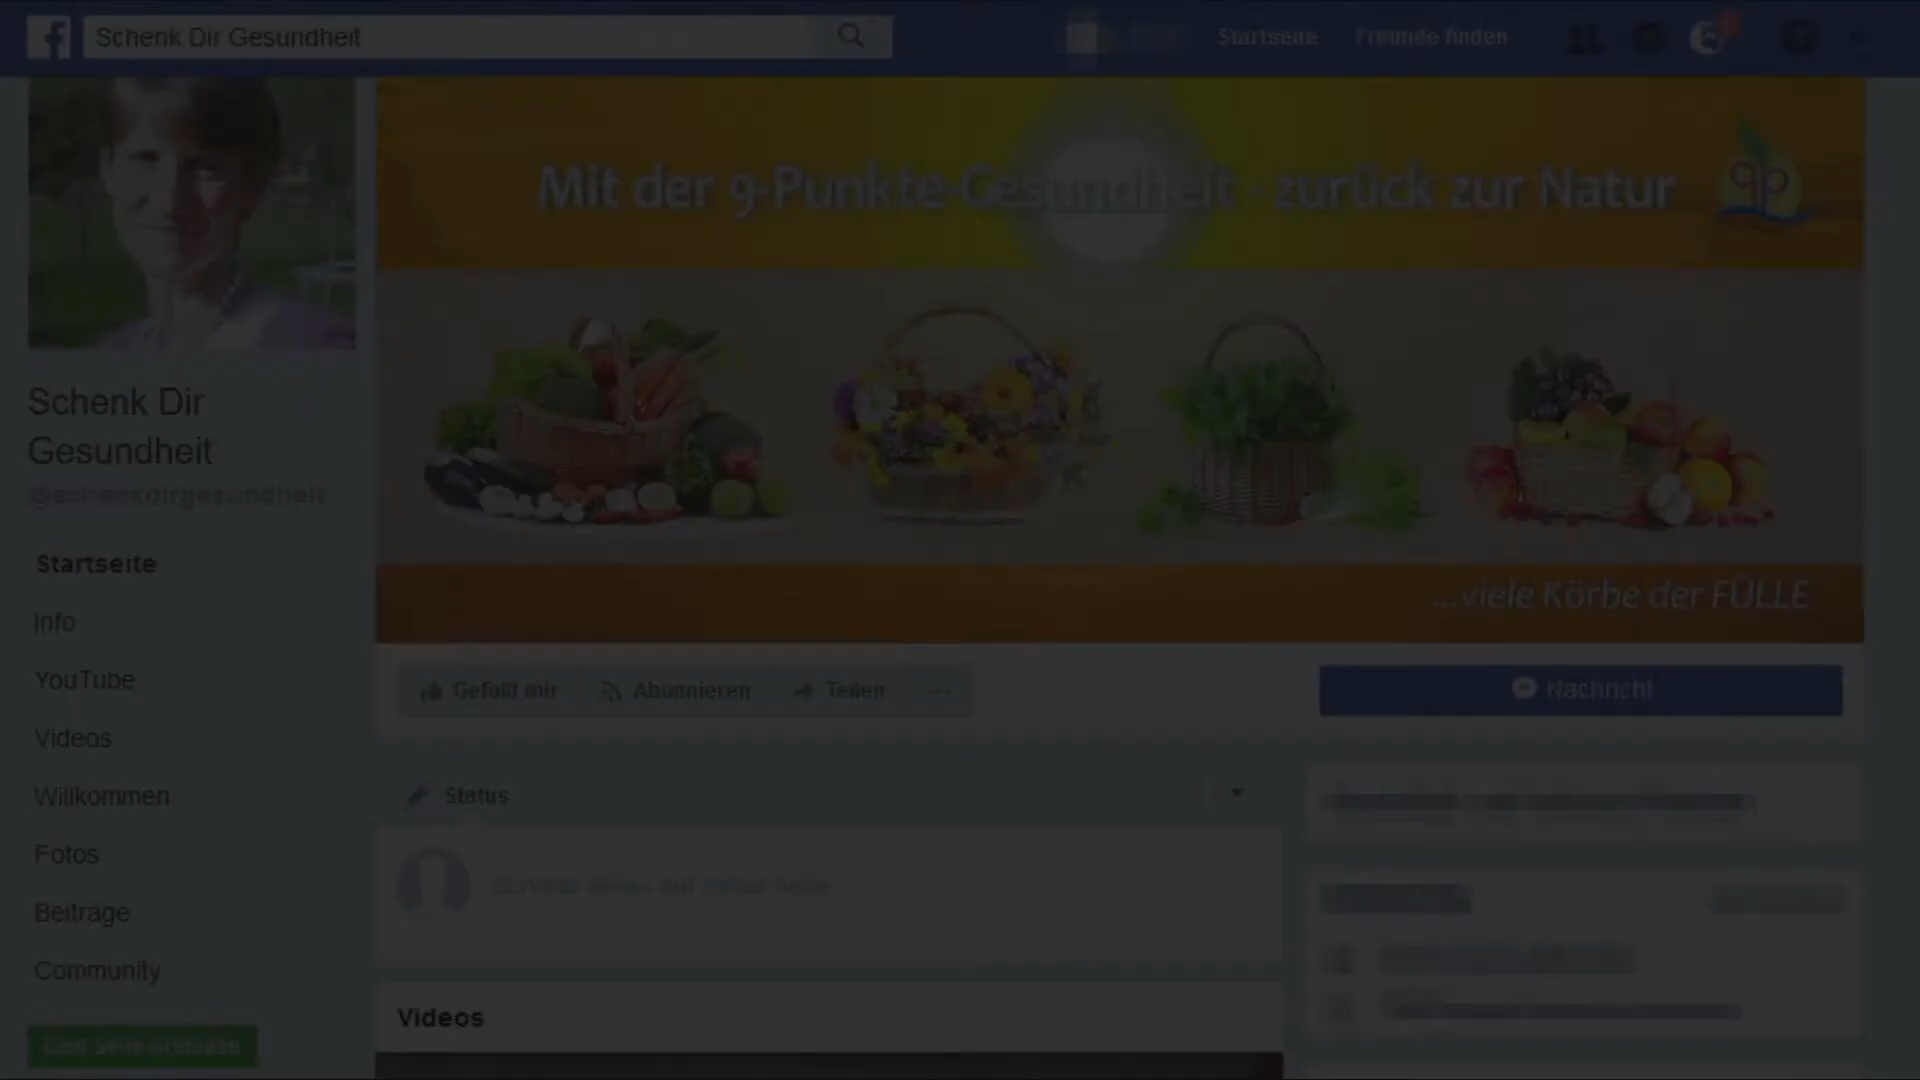 Schenk Dir Gesundheit
Startseite
Freunde finden
Mit der 9-Punkte-Gesundheit - zurück zur Natur
...viele Körbe der FÜLLE
Schenk Dir
Gesundheit
@schenkdirgesundheit
Startseite
Info
YouTube
Videos
Willkommen
Fotos
Beiträge
Community
Gefällt mir
Abonnieren
Teilen
Nachricht
Status
Videos